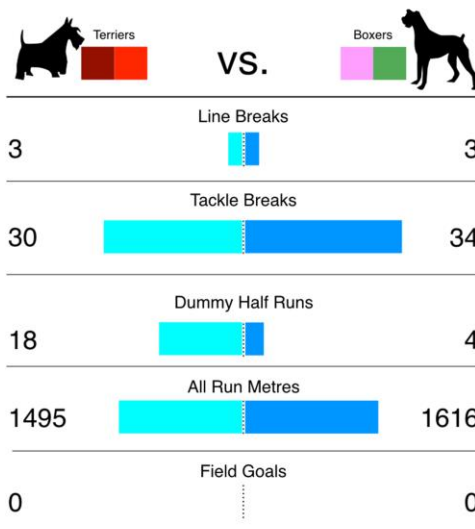 Terriers
vs.
Boxers
Line Breaks
3 3
Tackle Breaks
30 34
Dummy Half Runs
18 4
All Run Metres
1495 1616
Field Goals
0 0